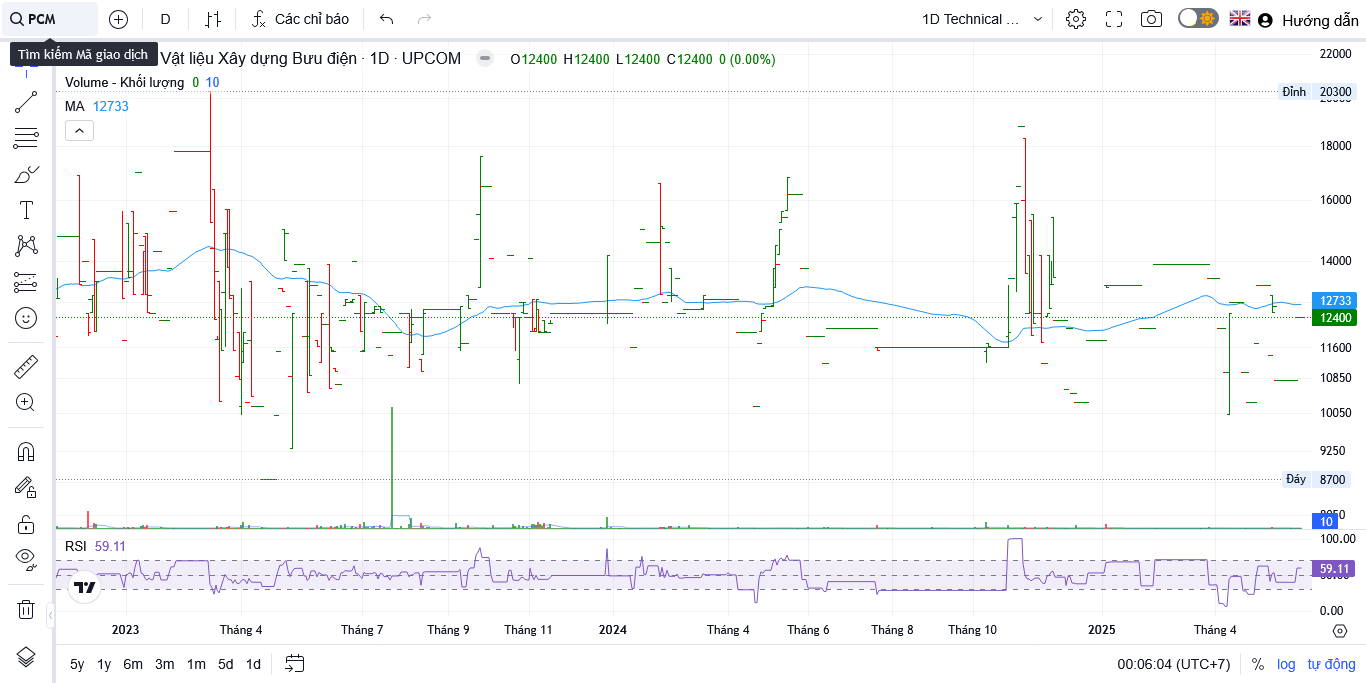 PCM
D
Các chỉ báo
1D Technical ...
Hướng dẫn
Tìm kiếm Mã giao dịch
Vật liệu Xây dựng Bưu điện · 1D · UPCOM
O12400 H12400 L12400 C12400 0 (0.00%)
Volume - Khối lượng 0 10
MA 12733
22000
Đỉnh 20300
18000
16000
14000
12733
12400
11600
10850
10050
9250
Đáy 8700
10
RSI 59.11
100.00
59.11
0.00
2023 Tháng 4 Tháng 7 Tháng 9 Tháng 11 2024 Tháng 4 Tháng 6 Tháng 8 Tháng 10 2025 Tháng 4
5y 1y 6m 3m 1m 5d 1d
00:06:04 (UTC+7) % log tự động